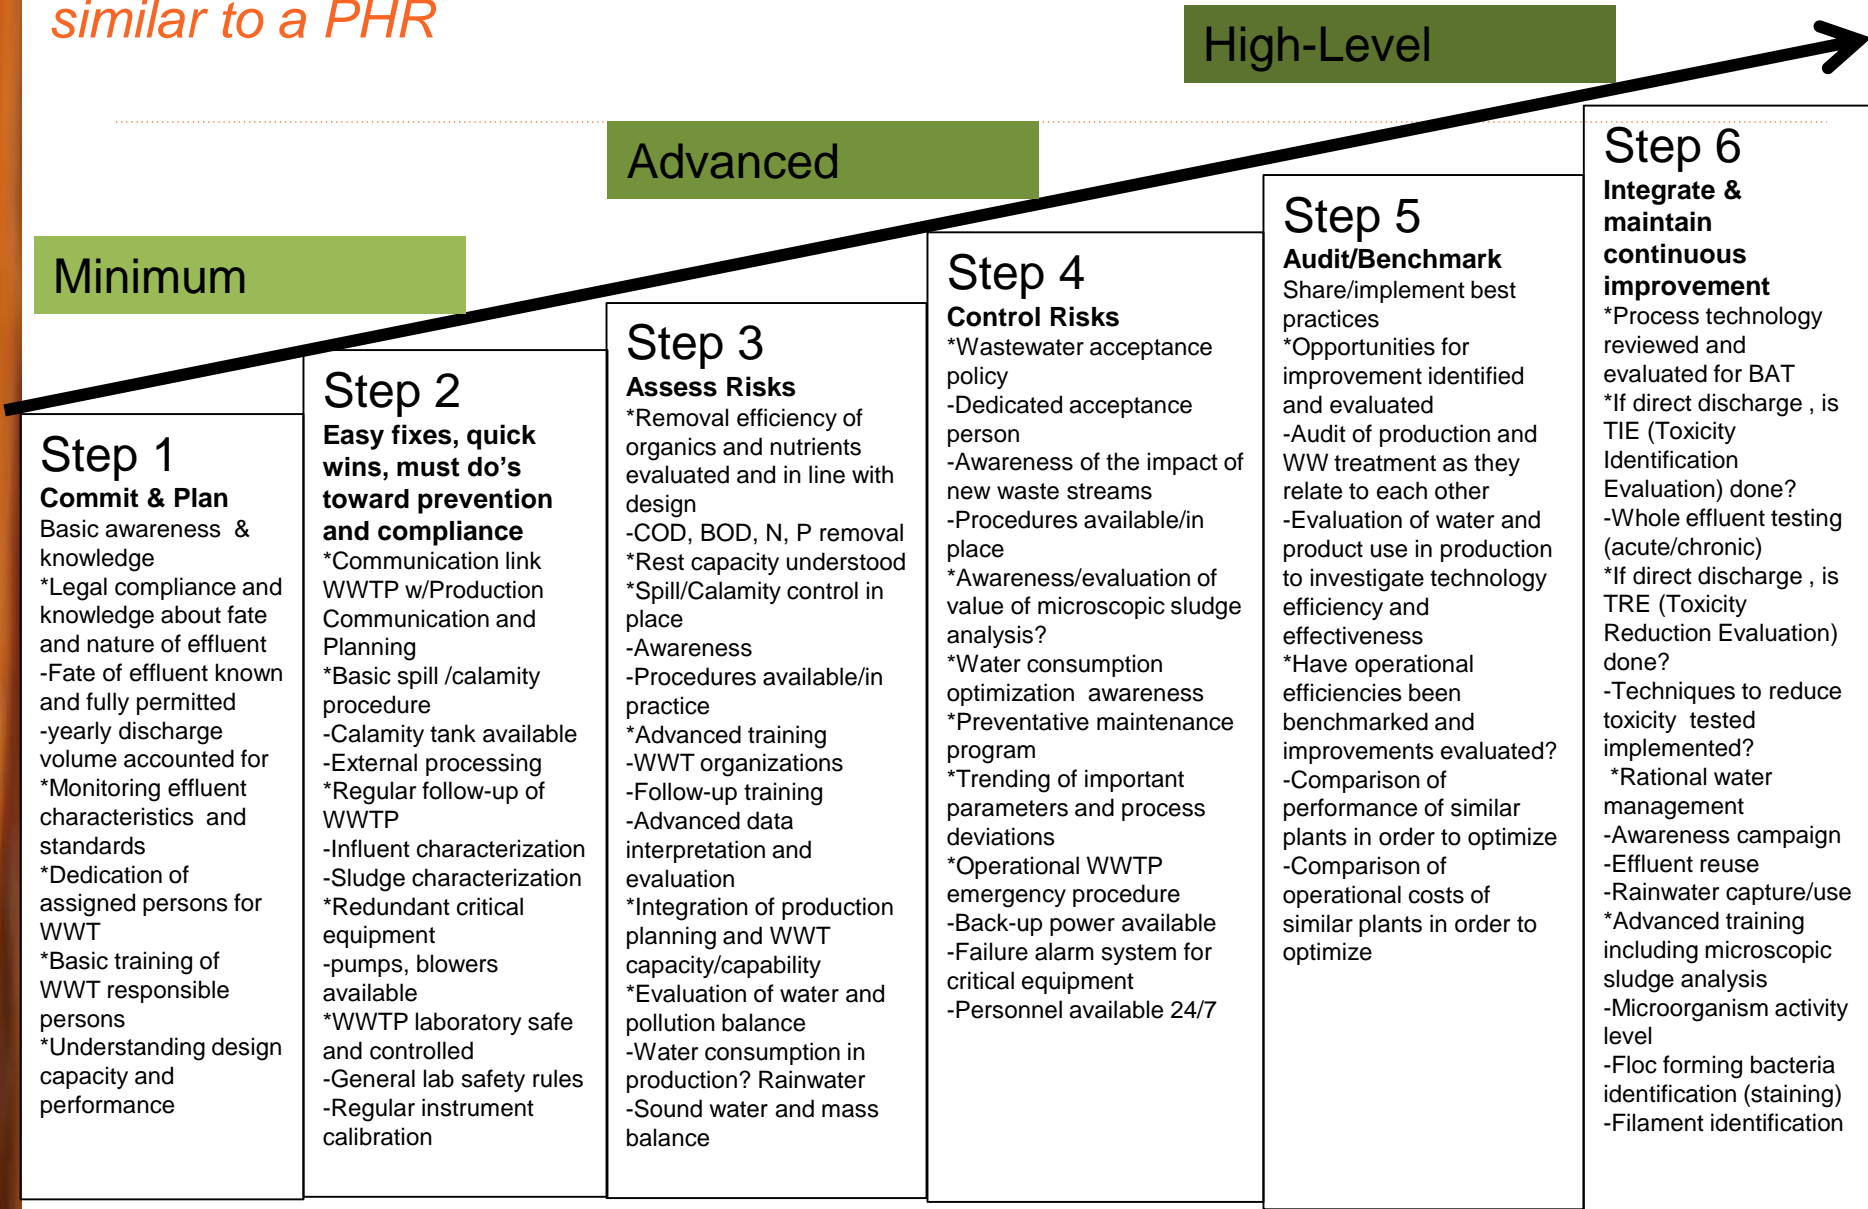 similar to a PHR
High-Level
Advanced
Minimum
Step 1
Commit & Plan
Basic awareness &
knowledge
*Legal compliance and
knowledge about fate
and nature of effluent
-Fate of effluent known
and fully permitted
-yearly discharge
volume accounted for
*Monitoring effluent
characteristics and
standards
*Dedication of
assigned persons for
WWT
*Basic training of
WWT responsible
persons
*Understanding design
capacity and
performance
Step 2
Easy fixes, quick
wins, must do's
toward prevention
and compliance
*Communication link
WWTP w/Production
Communication and
Planning
*Basic spill /calamity
procedure
-Calamity tank available
-External processing
*Regular follow-up of
WWTP
-Influent characterization
-Sludge characterization
*Redundant critical
equipment
-pumps, blowers
available
*WWTP laboratory safe
and controlled
-General lab safety rules
-Regular instrument
calibration
Step 3
Assess Risks
*Removal efficiency of
organics and nutrients
evaluated and in line with
design
-COD, BOD, N, P removal
*Rest capacity understood
*Spill/Calamity control in
place
-Awareness
-Procedures available/in
practice
*Advanced training
-WWT organizations
-Follow-up training
-Advanced data
interpretation and
evaluation
*Integration of production
planning and WWT
capacity/capability
*Evaluation of water and
pollution balance
-Water consumption in
production? Rainwater
-Sound water and mass
balance
Step 4
Control Risks
*Wastewater acceptance
policy
-Dedicated acceptance
person
-Awareness of the impact of
new waste streams
-Procedures available/in
place
*Awareness/evaluation of
value of microscopic sludge
analysis?
*Water consumption
optimization awareness
*Preventative maintenance
program
*Trending of important
parameters and process
deviations
*Operational WWTP
emergency procedure
-Back-up power available
-Failure alarm system for
critical equipment
-Personnel available 24/7
Step 5
Audit/Benchmark
Share/implement best
practices
*Opportunities for
improvement identified
and evaluated
-Audit of production and
WW treatment as they
relate to each other
-Evaluation of water and
product use in production
to investigate technology
efficiency and
effectiveness
*Have operational
efficiencies been
benchmarked and
improvements evaluated?
-Comparison of
performance of similar
plants in order to optimize
-Comparison of
operational costs of
similar plants in order to
optimize
Step 6
Integrate &
maintain
continuous
improvement
*Process technology
reviewed and
evaluated for BAT
*If direct discharge , is
TIE (Toxicity
Identification
Evaluation) done?
-Whole effluent testing
(acute/chronic)
*If direct discharge , is
TRE (Toxicity
Reduction Evaluation)
done?
-Techniques to reduce
toxicity tested
implemented?
*Rational water
management
-Awareness campaign
-Effluent reuse
-Rainwater capture/use
*Advanced training
including microscopic
sludge analysis
-Microorganism activity
level
-Floc forming bacteria
identification (staining)
-Filament identification